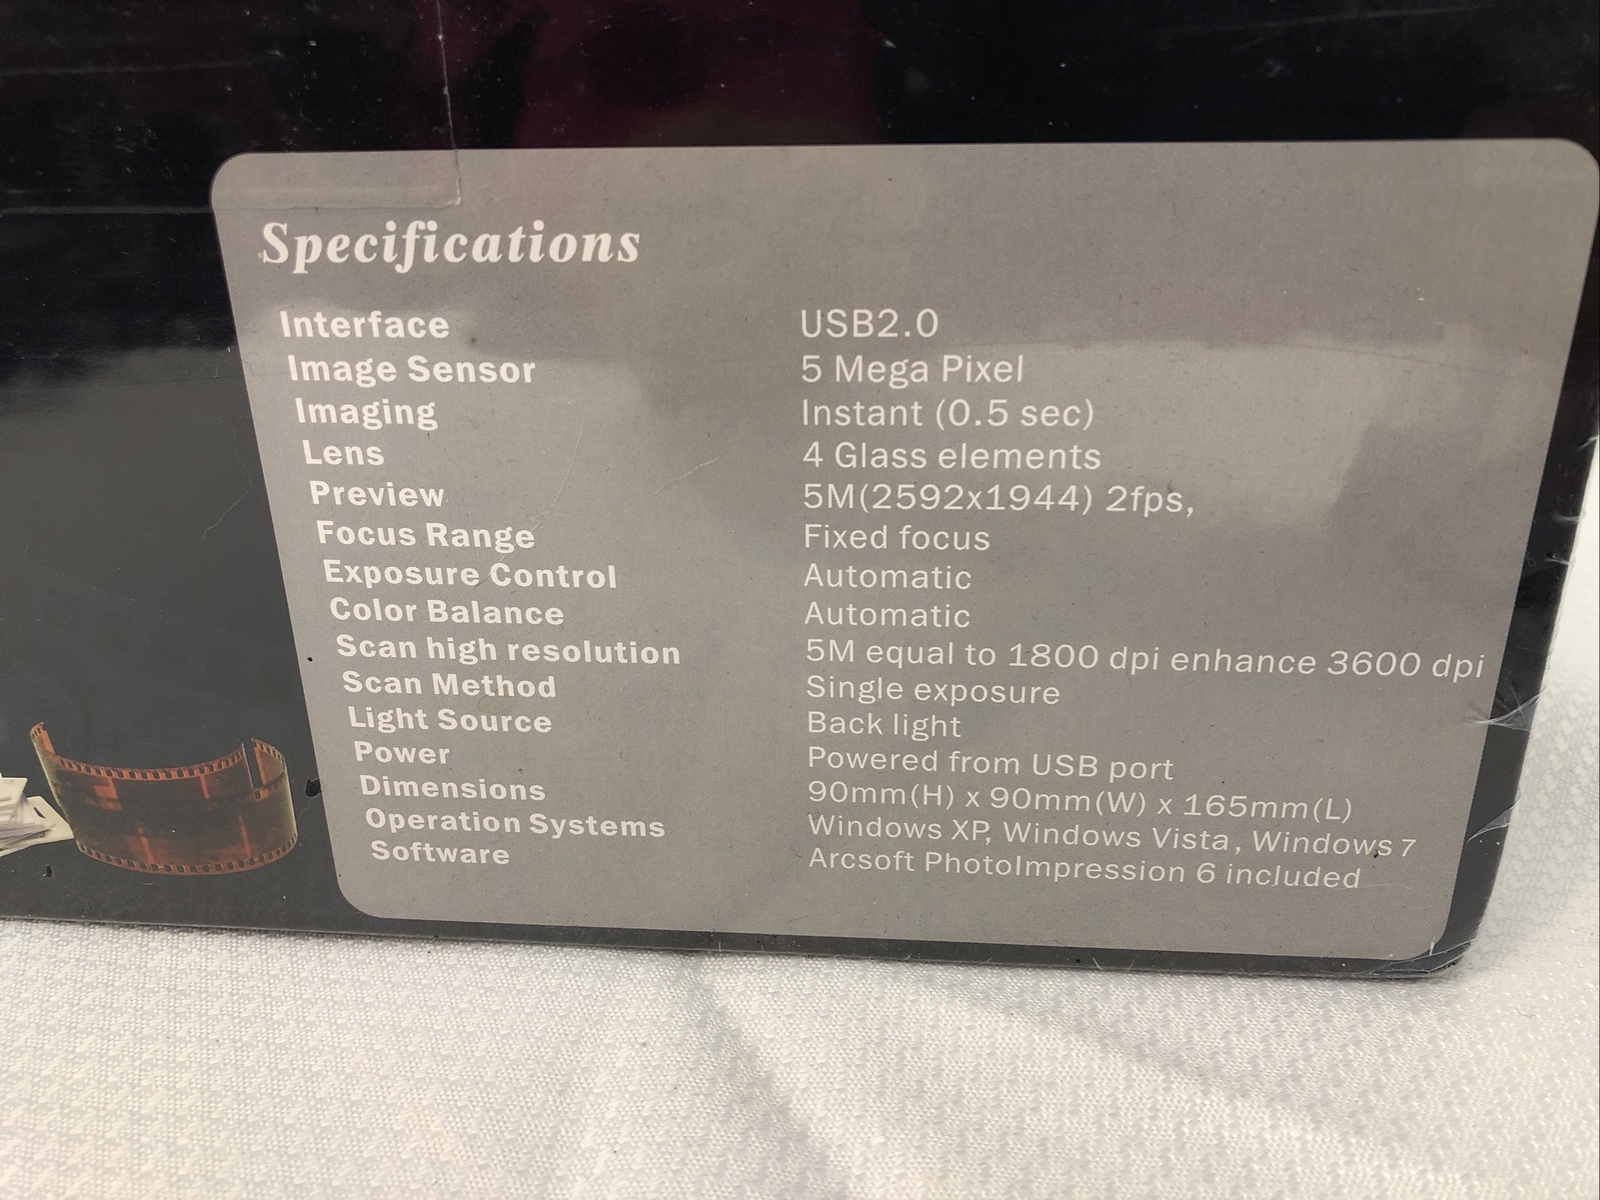 Specifications
Interface USB2.0
Image Sensor 5 Mega Pixel
Imaging Instant (0.5 sec)
Lens 4 Glass elements
Preview 5M(2592x1944) 2fps,
Focus Range Fixed focus
Exposure Control Automatic
Color Balance Automatic
Scan high resolution 5M equal to 1800 dpi enhance 3600 dpi
Scan Method Single exposure
Light Source Back light
Power Powered from USB port
Dimensions 90mm(H) x 90mm(W) x 165mm(L)
Operation Systems Windows XP, Windows Vista, Windows 7
Software Arcsoft PhotoImpression 6 included